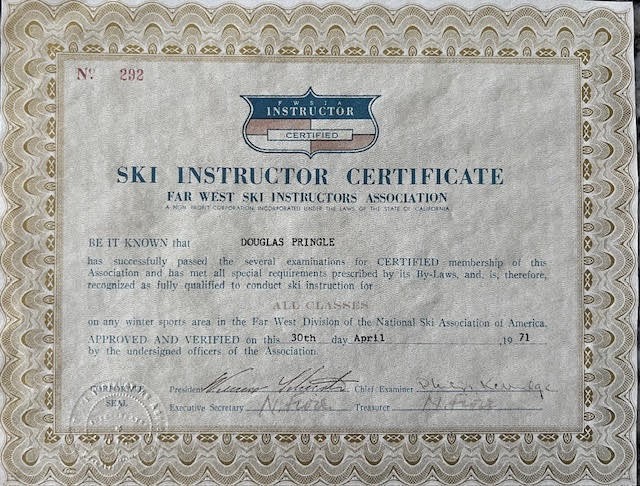 Nº 292
F W S I A
INSTRUCTOR
CERTIFIED
SKI INSTRUCTOR CERTIFICATE
FAR WEST SKI INSTRUCTORS ASSOCIATION
A NON PROFIT CORPORATION INCORPORATED UNDER THE LAWS OF THE STATE OF CALIFORNIA
BE IT KNOWN that DOUGLAS PRINGLE
has successfully passed the several examinations for CERTIFIED membership of this
Association and has met all special requirements prescribed by its By-Laws, and, is, therefore,
recognized as fully qualified to conduct ski instruction for
ALL CLASSES
on any winter sports area in the Far West Division of the National Ski Association of America.
APPROVED AND VERIFIED on this 30th day April , 19 71
by the undersigned officers of the Association.
CORPORATE President Chief Examiner
SEAL Executive Secretary Treasurer